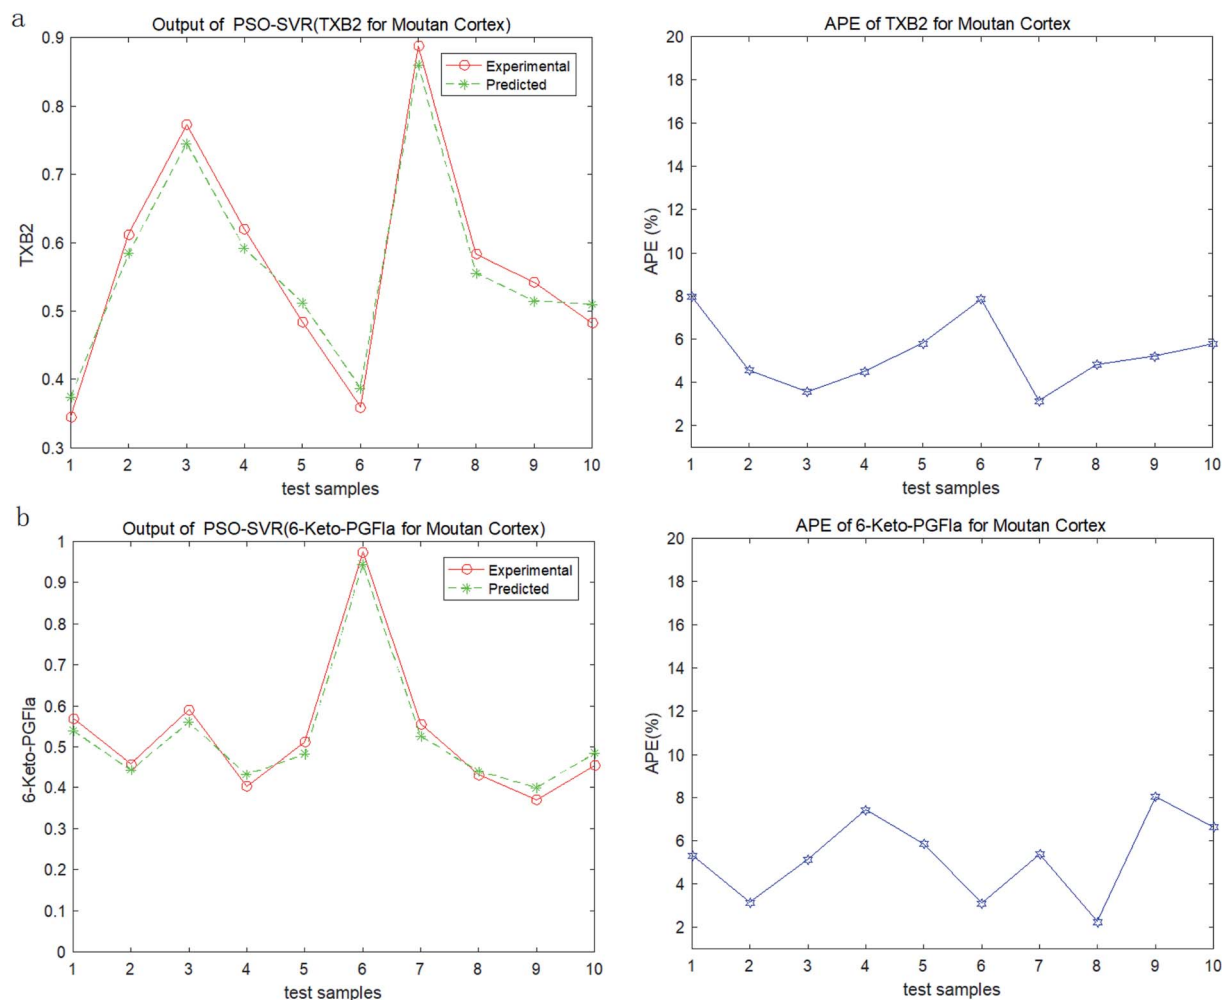 a
Output of PSO-SVR(TXB2 for Moutan Cortex)
0.9
0.8
0.7
0.6
0.5
0.4
0.3
TXB2
Experimental
Predicted
1 2 3 4 5 6 7 8 9 10
test samples
APE of TXB2 for Moutan Cortex
20
18
16
14
12
10
8
6
4
2
APE (%)
1 2 3 4 5 6 7 8 9 10
test samples
b
Output of PSO-SVR(6-Keto-PGFIa for Moutan Cortex)
1
0.9
0.8
0.7
0.6
0.5
0.4
0.3
0.2
0.1
0
6-Keto-PGFIa
Experimental
Predicted
1 2 3 4 5 6 7 8 9 10
test samples
APE of 6-Keto-PGFIa for Moutan Cortex
20
18
16
14
12
10
8
6
4
2
APE(%)
1 2 3 4 5 6 7 8 9 10
test samples